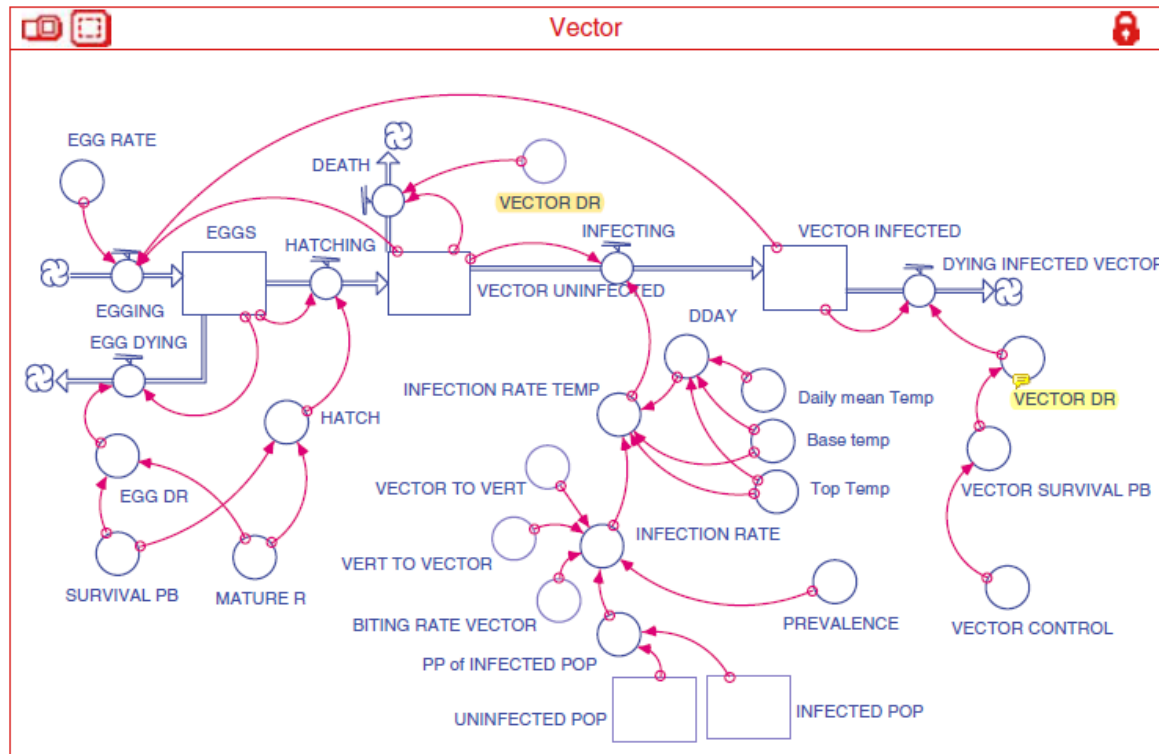 Vector
EGG RATE
DEATH
VECTOR DR
EGGS
HATCHING
INFECTING
VECTOR INFECTED
DYING INFECTED VECTOR
VECTOR UNINFECTED
EGGING
DDAY
EGG DYING
INFECTION RATE TEMP
Daily mean Temp
VECTOR DR
HATCH
Base temp
EGG DR
VECTOR TO VERT
Top Temp
VECTOR SURVIVAL PB
INFECTION RATE
VERT TO VECTOR
SURVIVAL PB
MATURE R
BITING RATE VECTOR
PREVALENCE
VECTOR CONTROL
PP of INFECTED POP
UNINFECTED POP
INFECTED POP